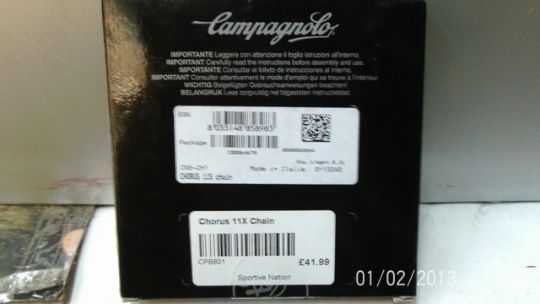 Campagnolo
IMPORTANTE Leggere con attenzione il foglio istruzioni all'interno.
IMPORTANT Carefully read the instructions before assembly and use.
IMPORTANTE Consultar el folleto de instrucciones al interno.
IMPORTANT Consulter attentivement le mode d'emploi qui se trouve à l'intérieur
WICHTIG Beigefügten Gebrauchsanweisungen beachten!
BELANGRIJK Lees zorgvuldig het bijgesloten instructieblad.
EAN
Package
Made in Italia
CHORUS 11S chain
Chorus 11X Chain
£41.99
Sportive Nation
01/02/2013